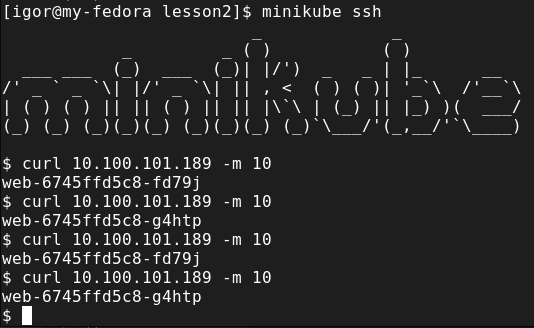 [igor@my-fedora lesson2]$ minikube ssh
minikube
$ curl 10.100.101.189 -m 10
web-6745ffd5c8-fd79j
$ curl 10.100.101.189 -m 10
web-6745ffd5c8-g4htp
$ curl 10.100.101.189 -m 10
web-6745ffd5c8-fd79j
$ curl 10.100.101.189 -m 10
web-6745ffd5c8-g4htp
$